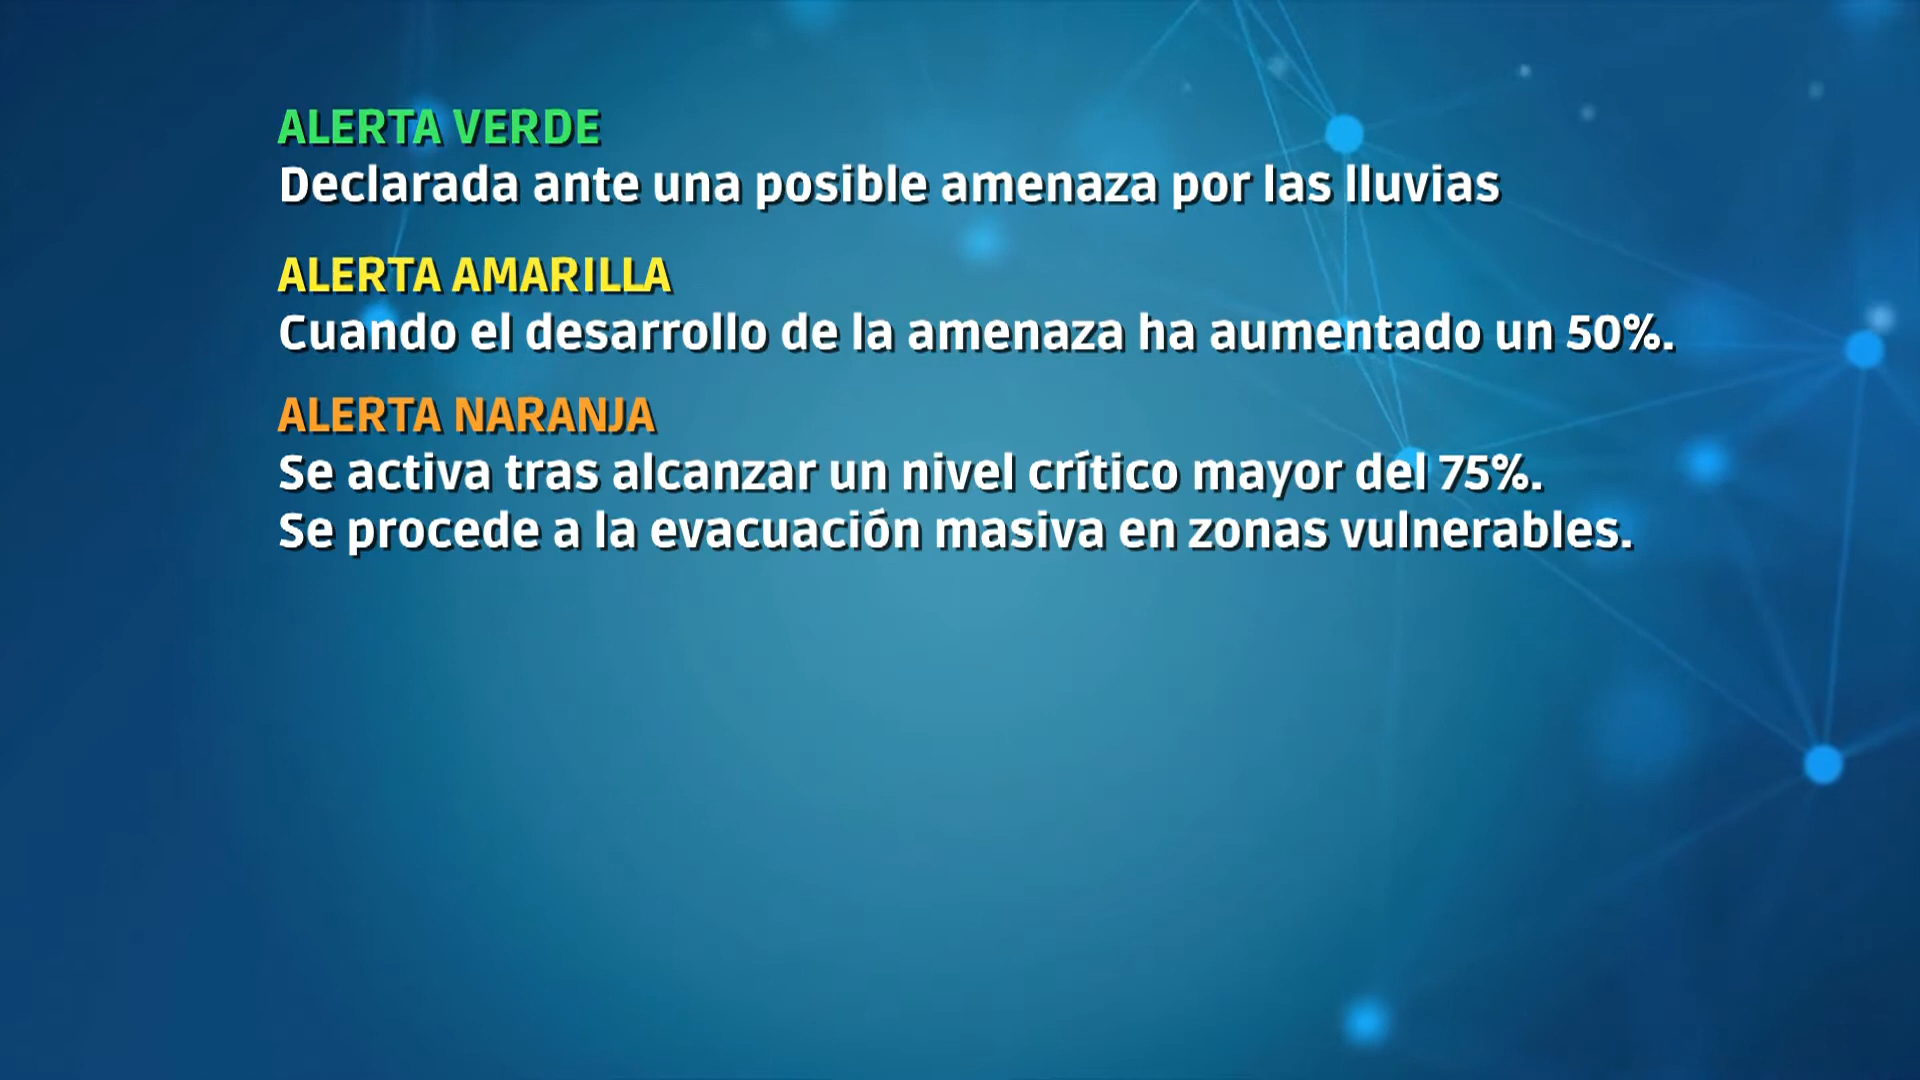 ALERTA VERDE
Declarada ante una posible amenaza por las lluvias
ALERTA AMARILLA
Cuando el desarrollo de la amenaza ha aumentado un 50%.
ALERTA NARANJA
Se activa tras alcanzar un nivel crítico mayor del 75%.
Se procede a la evacuación masiva en zonas vulnerables.